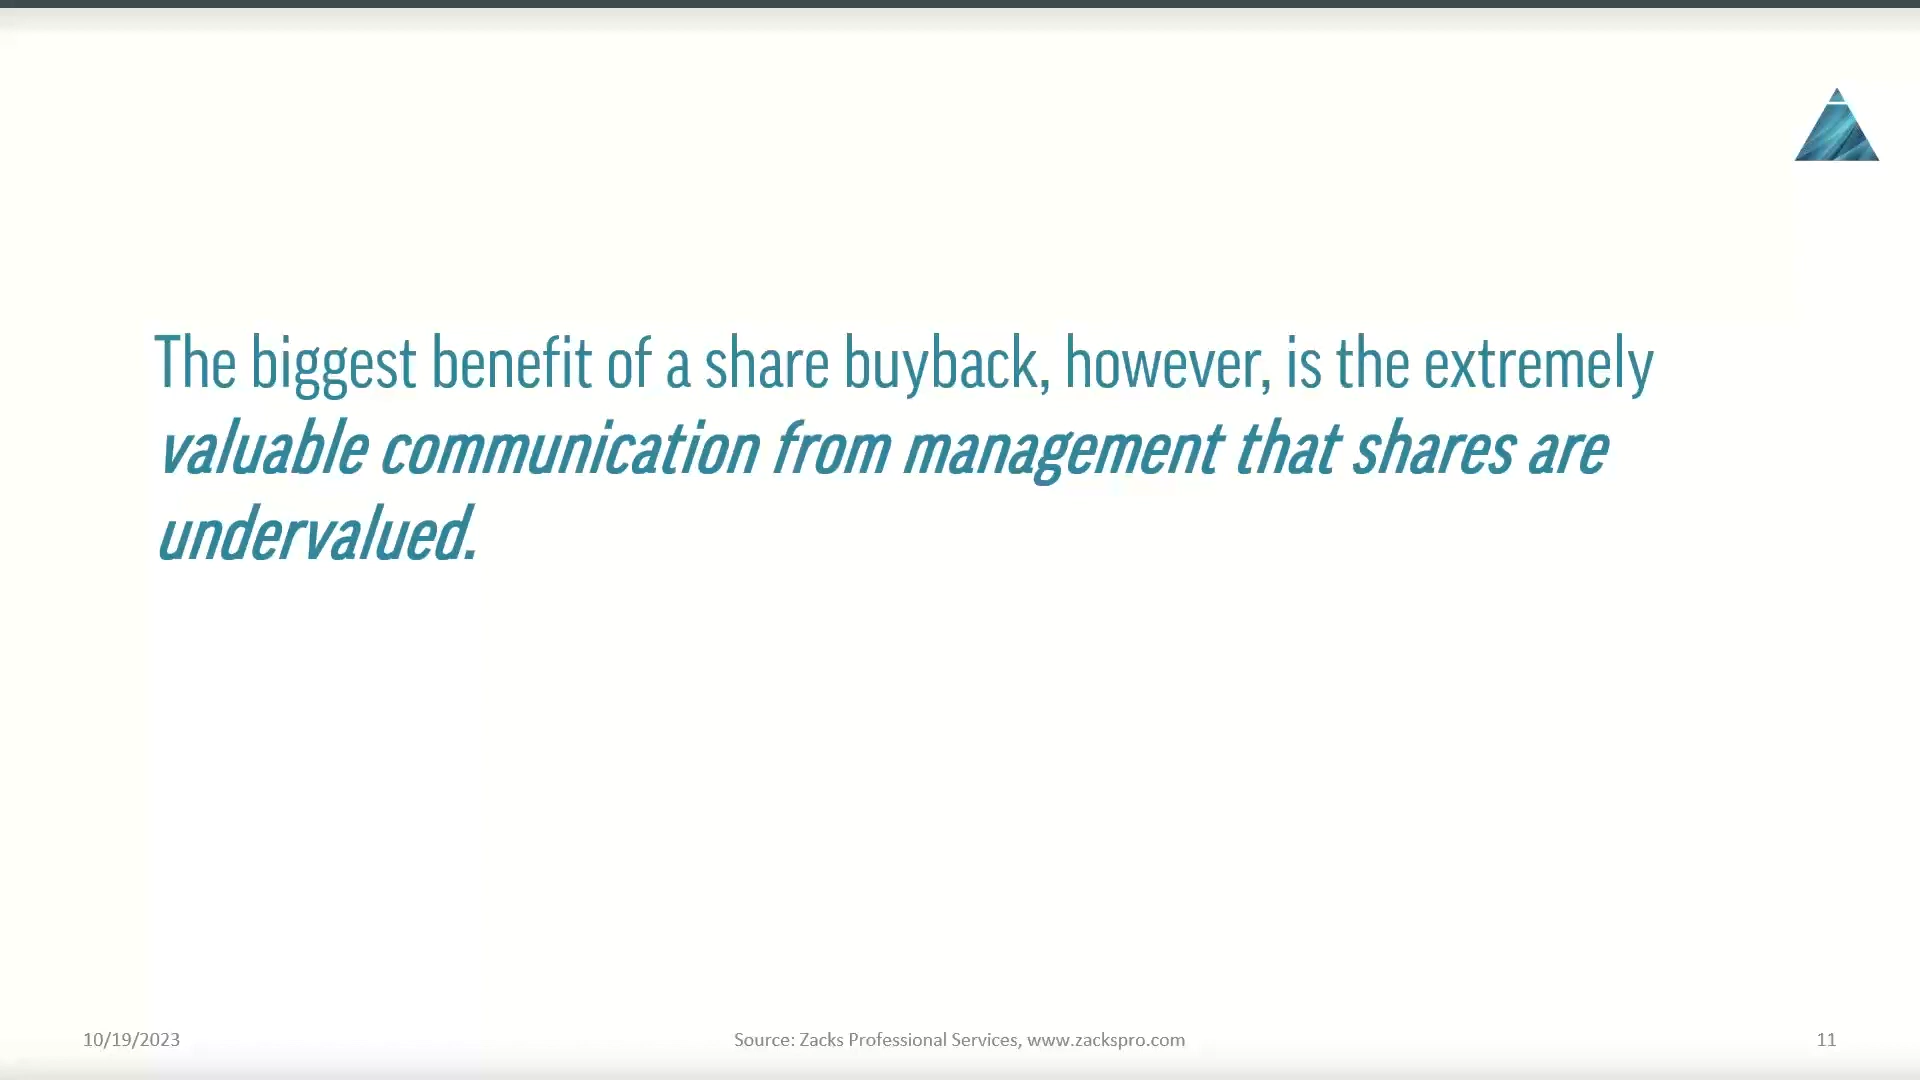 The biggest benefit of a share buyback, however, is the extremely
valuable communication from management that shares are
undervalued.
10/19/2023
Source: Zacks Professional Services, www.zackspro.com
11